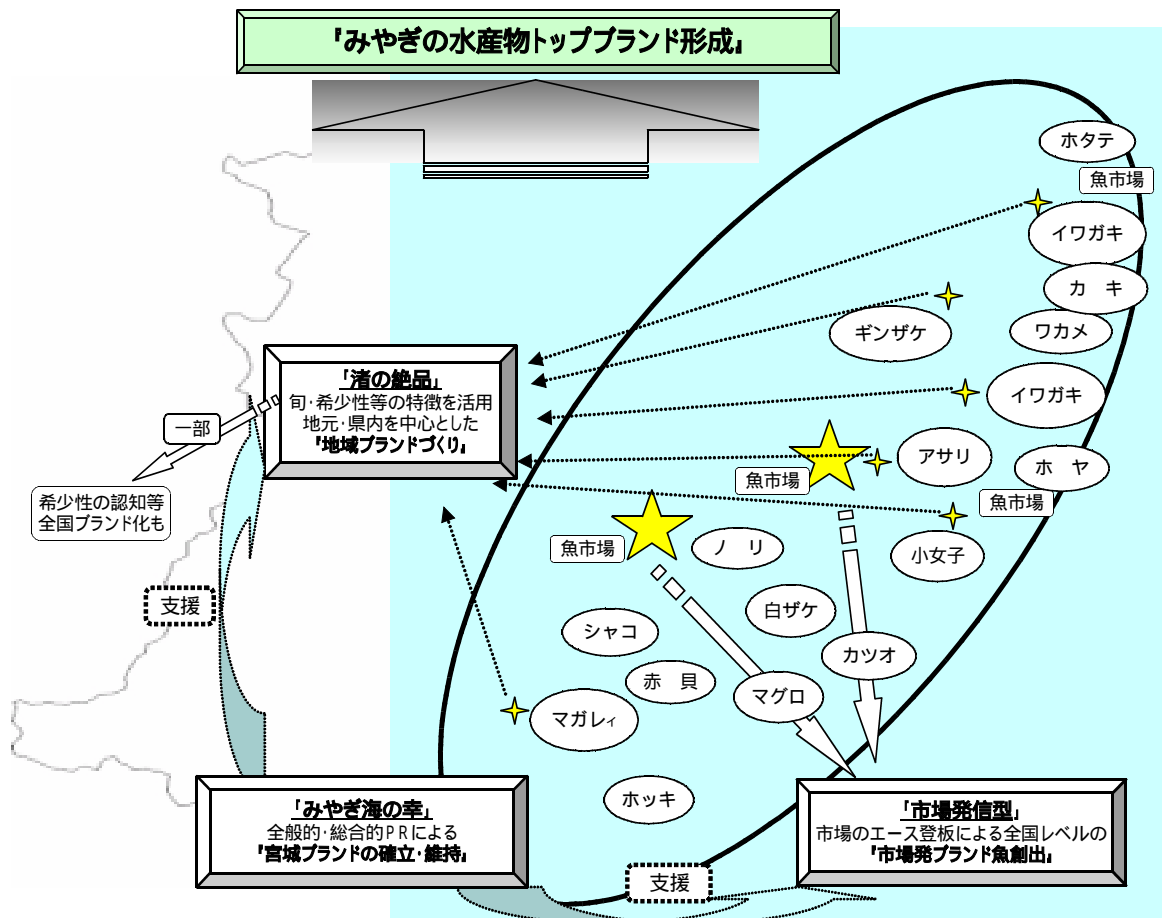 『みやぎの水産物トップブランド形成』
ホタテ
魚市場
イワガキ
カ　キ
ギンザケ
ワカメ
「渚の絶品」
旬・希少性等の特徴を活用
地元・県内を中心とした
『地域ブランドづくり』
イワガキ
一部
アサリ
ホ　ヤ
魚市場
希少性の認知等
全国ブランド化も
魚市場
魚市場
ノ　リ
小女子
支援
白ザケ
シャコ
カツオ
赤　貝
マグロ
マガレィ
ホッキ
「みやぎ海の幸」
全般的・総合的ＰＲによる
『宮城ブランドの確立・維持』
「市場発信型」
市場のエース登板による全国レベルの
『市場発ブランド魚創出』
支援